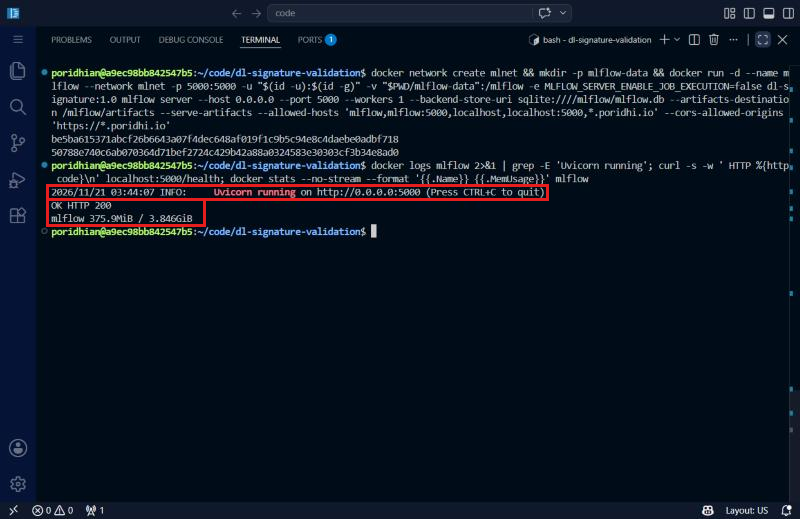 code
PROBLEMS OUTPUT DEBUG CONSOLE TERMINAL PORTS 1
bash - dl-signature-validation
poridhian@a9ec98bb842547b5:~/code/dl-signature-validation$ docker network create mlnet && mkdir -p mlflow-data && docker run -d --name m
lflow --network mlnet -p 5000:5000 -u "$(id -u):$(id -g)" -v "$PWD/mlflow-data":/mlflow -e MLFLOW_SERVER_ENABLE_JOB_EXECUTION=false dl-s
ignature:1.0 mlflow server --host 0.0.0.0 --port 5000 --workers 1 --backend-store-uri sqlite:////mlflow/mlflow.db --artifacts-destinatio
n /mlflow/artifacts --serve-artifacts --allowed-hosts 'mlflow,mlflow:5000,localhost,localhost:5000,*.poridhi.io' --cors-allowed-origins
'https://*.poridhi.io'
be5ba615371abcf26b6643a07f4dec648af019f1c9b5c94e8c4daebe0adbf718
50788e740c6ab070364d71bef2724c429b42a88a0324583e30303cf3b34e8ad0
poridhian@a9ec98bb842547b5:~/code/dl-signature-validation$ docker logs mlflow 2>&1 | grep -E 'Uvicorn running'; curl -s -w ' HTTP %{http
_code}\n' localhost:5000/health; docker stats --no-stream --format '{{.Name}} {{.MemUsage}}' mlflow
2026/11/21 03:44:07 INFO: Uvicorn running on http://0.0.0.0:5000 (Press CTRL+C to quit)
OK HTTP 200
mlflow 375.9MiB / 3.846GiB
poridhian@a9ec98bb842547b5:~/code/dl-signature-validation$
0 0 1 Layout: US